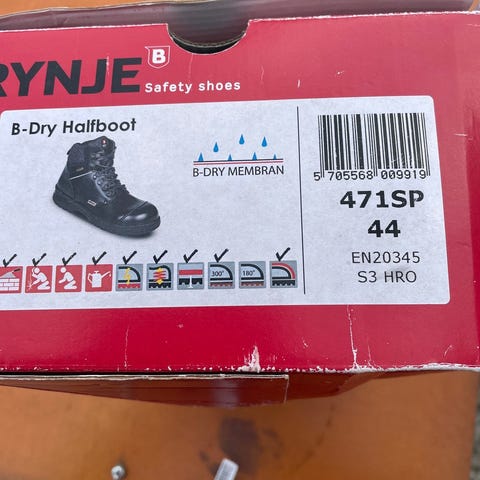 RYNJE B
Safety shoes
B-Dry Halfboot
B-DRY MEMBRAN
5 705568 009919
471SP
44
EN20345
S3 HRO
300° 180°